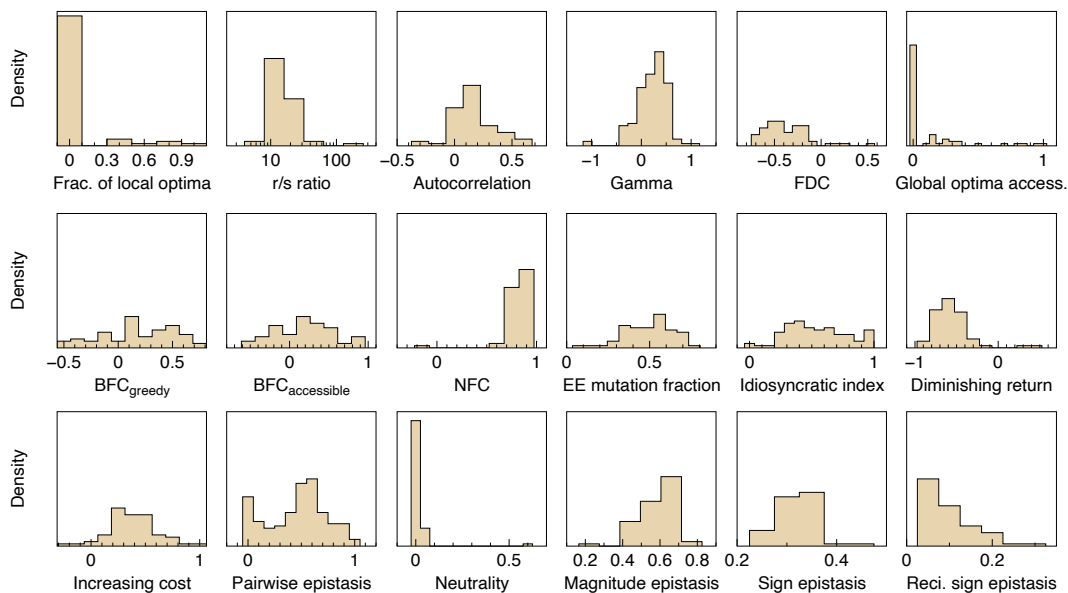 Density
0 0.3 0.6 0.9
Frac. of local optima
10 100
r/s ratio
−0.5 0 0.5
Autocorrelation
−1 0 1
Gamma
−0.5 0 0.5
FDC
0 1
Global optima access.
Density
−0.5 0 0.5
BFCgreedy
0 1
BFCaccessible
0 1
NFC
0 0.5
EE mutation fraction
0 1
Idiosyncratic index
−1 0
Diminishing return
Density
0 1
Increasing cost
0 1
Pairwise epistasis
0 0.5
Neutrality
0.2 0.4 0.6 0.8
Magnitude epistasis
0.2 0.4
Sign epistasis
0 0.2
Reci. sign epistasis